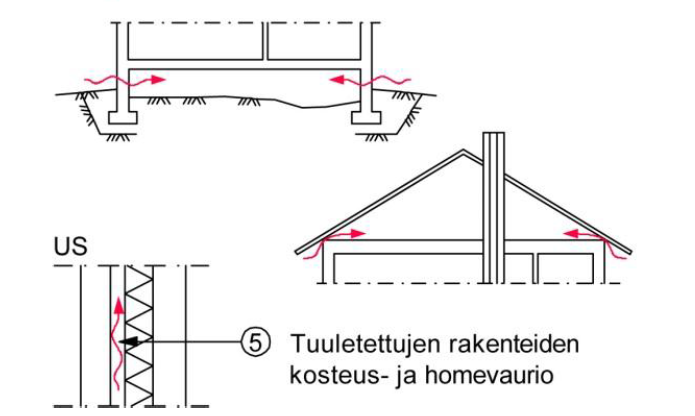 US
5 Tuuletettujen rakenteiden
kosteus- ja homevaurio